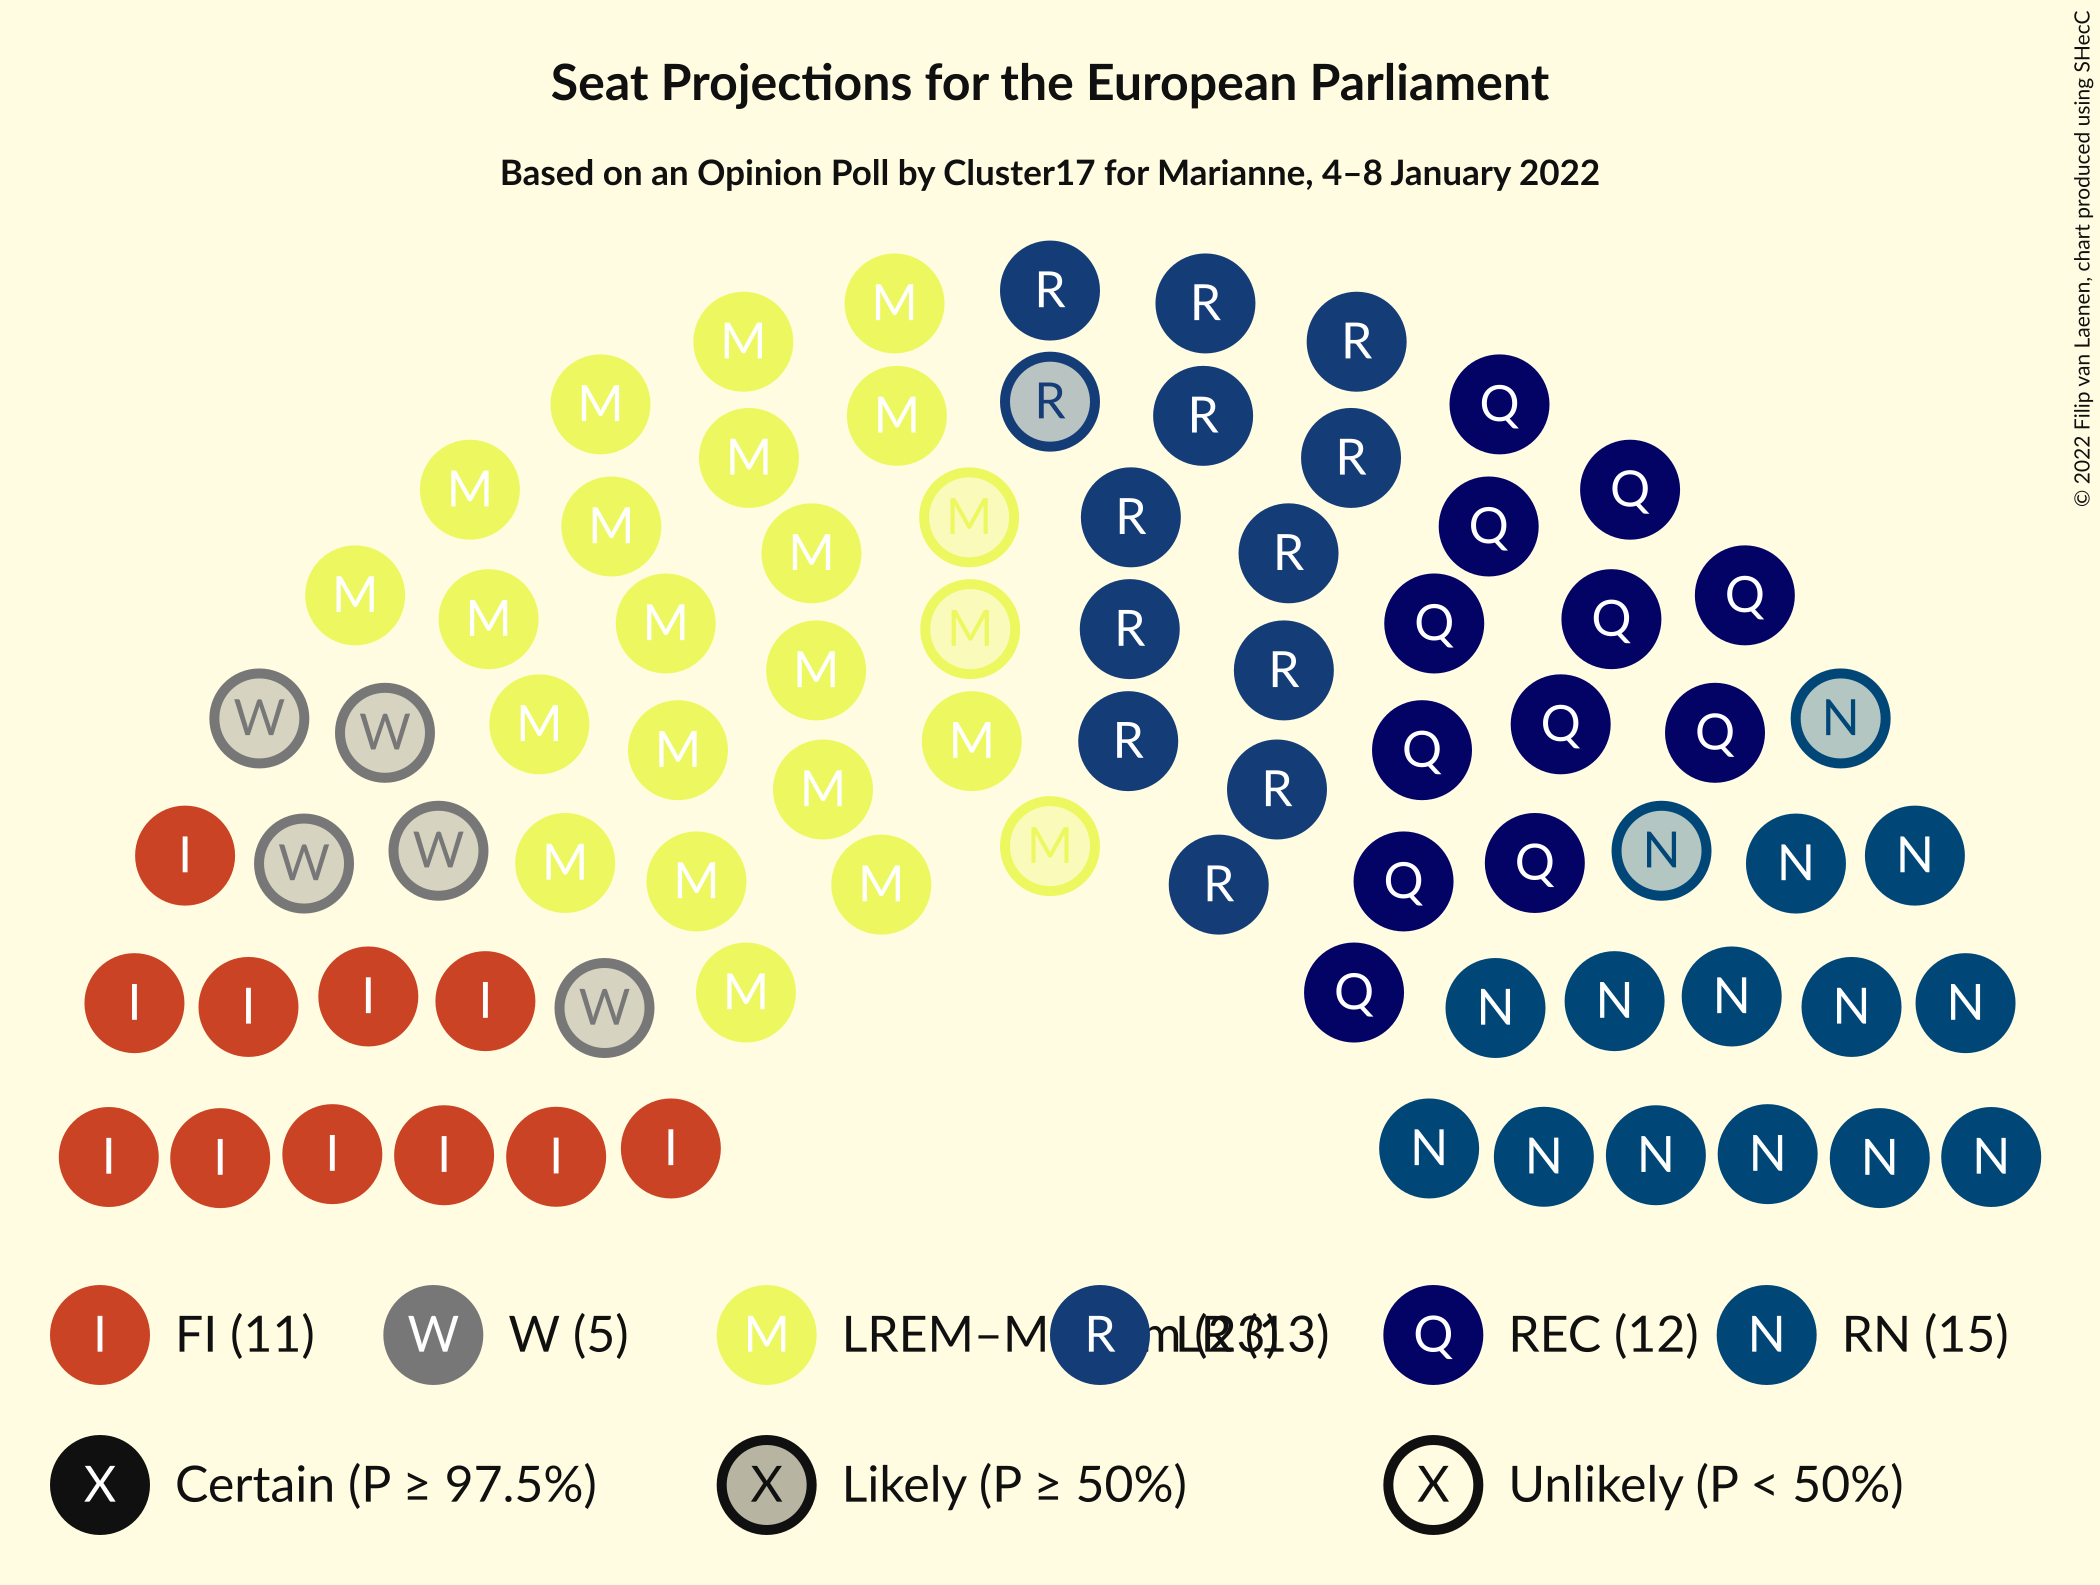 Seat Projections for the European Parliament
Based on an Opinion Poll by Cluster17 for Marianne, 4–8 January 2022
© 2022 Filip van Laenen, chart produced using SHecC
R
M R
M R
M Q
R
M R
M R
M Q
M R
M Q
M R
M Q
M Q
M Q
M R
M Q
M R
W Q N
W Q
M Q
M R
M Q
M R
M R
I N
W N
W N
M Q
M Q
M R
I I I I W M Q N N N N N
I I I I I I N N N N N N
I FI (11) W W (5) M LREM–M m (23) R LR (13) Q REC (12) N RN (15)
X Certain (P ≥ 97.5%) X Likely (P ≥ 50%) X Unlikely (P < 50%)